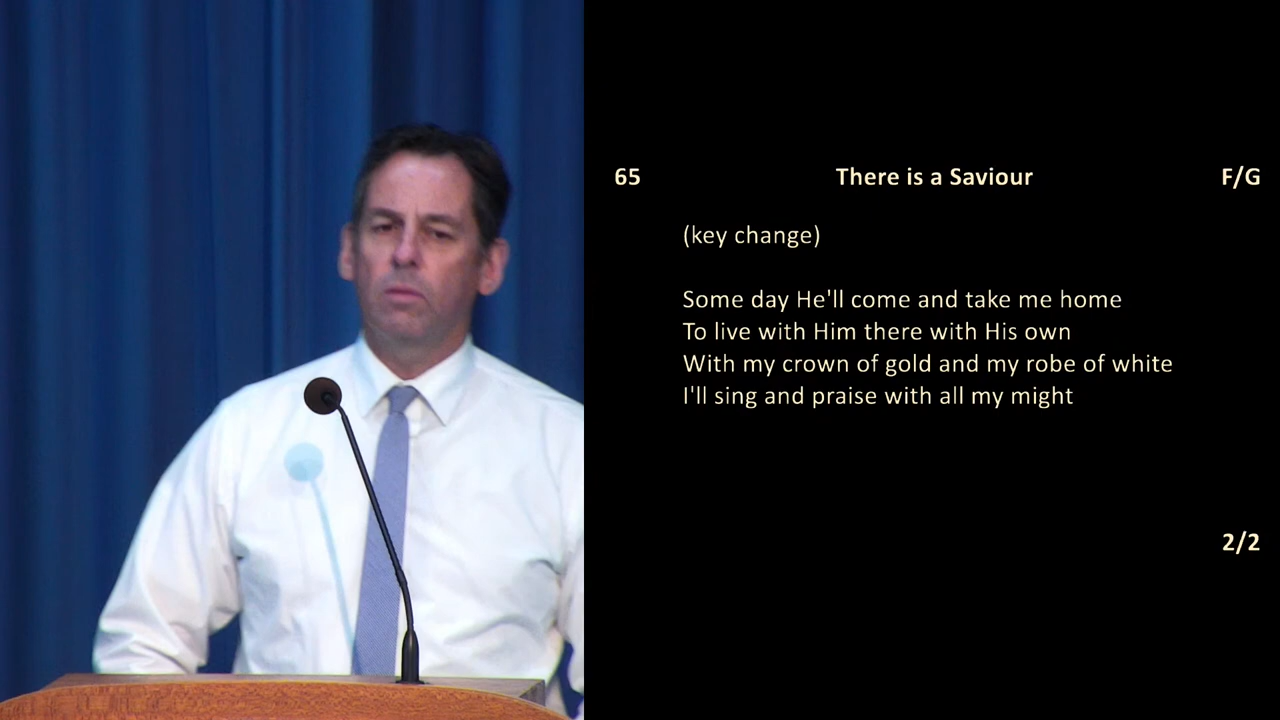 65 There is a Saviour F/G
(key change)
Some day He'll come and take me home
To live with Him there with His own
With my crown of gold and my robe of white
I'll sing and praise with all my might
2/2